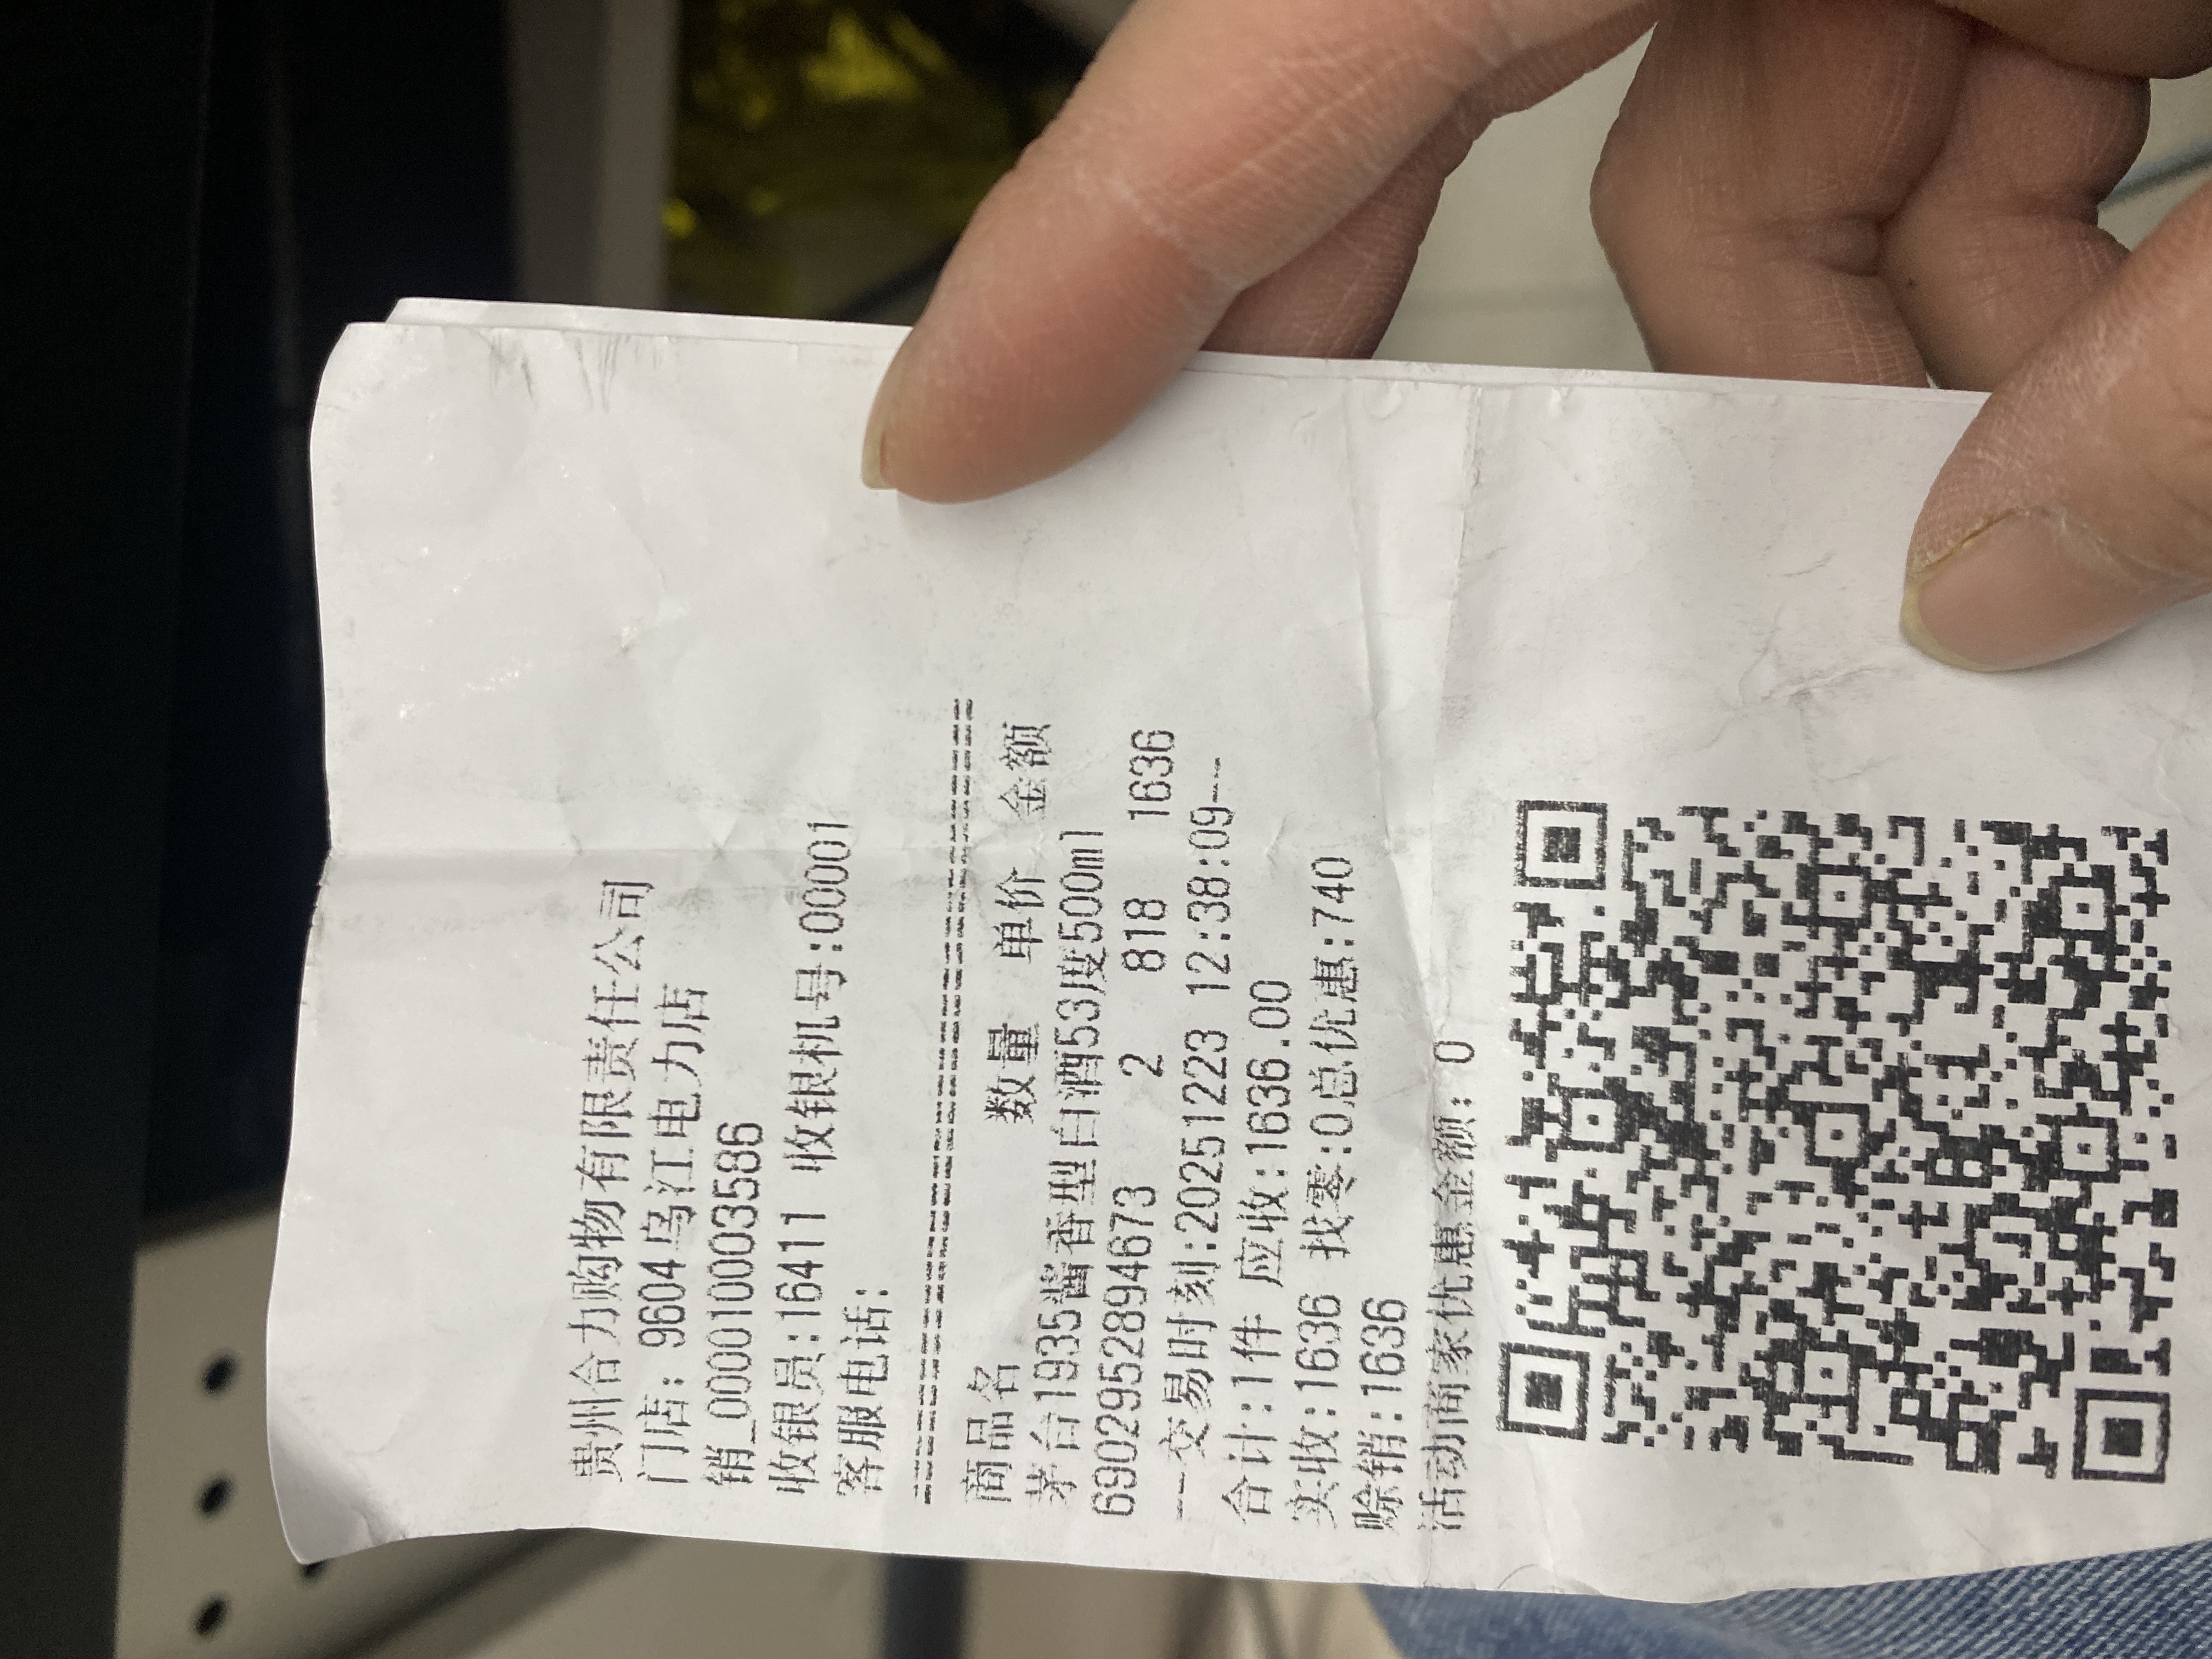 贵州合力购物有限责任公司
门店: 9604乌江电力店
销_0000100003586
收银员:16411 收银机号:00001
客服电话:
商品名 数量 单价 金额
茅台1935酱香型白酒53度500ml
6902952894673 2 818 1636
--交易时刻:20251223 12:38:09--
合计:1件 应收:1636.00
实收:1636 找零:0总优惠:740
赊销:1636
活动商家优惠金额: 0